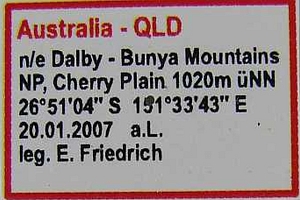 Australia - QLD
n/e Dalby - Bunya Mountains
NP, Cherry Plain 1020m üNN
26°51'04" S 151°33'43" E
20.01.2007 a.L.
leg. E. Friedrich